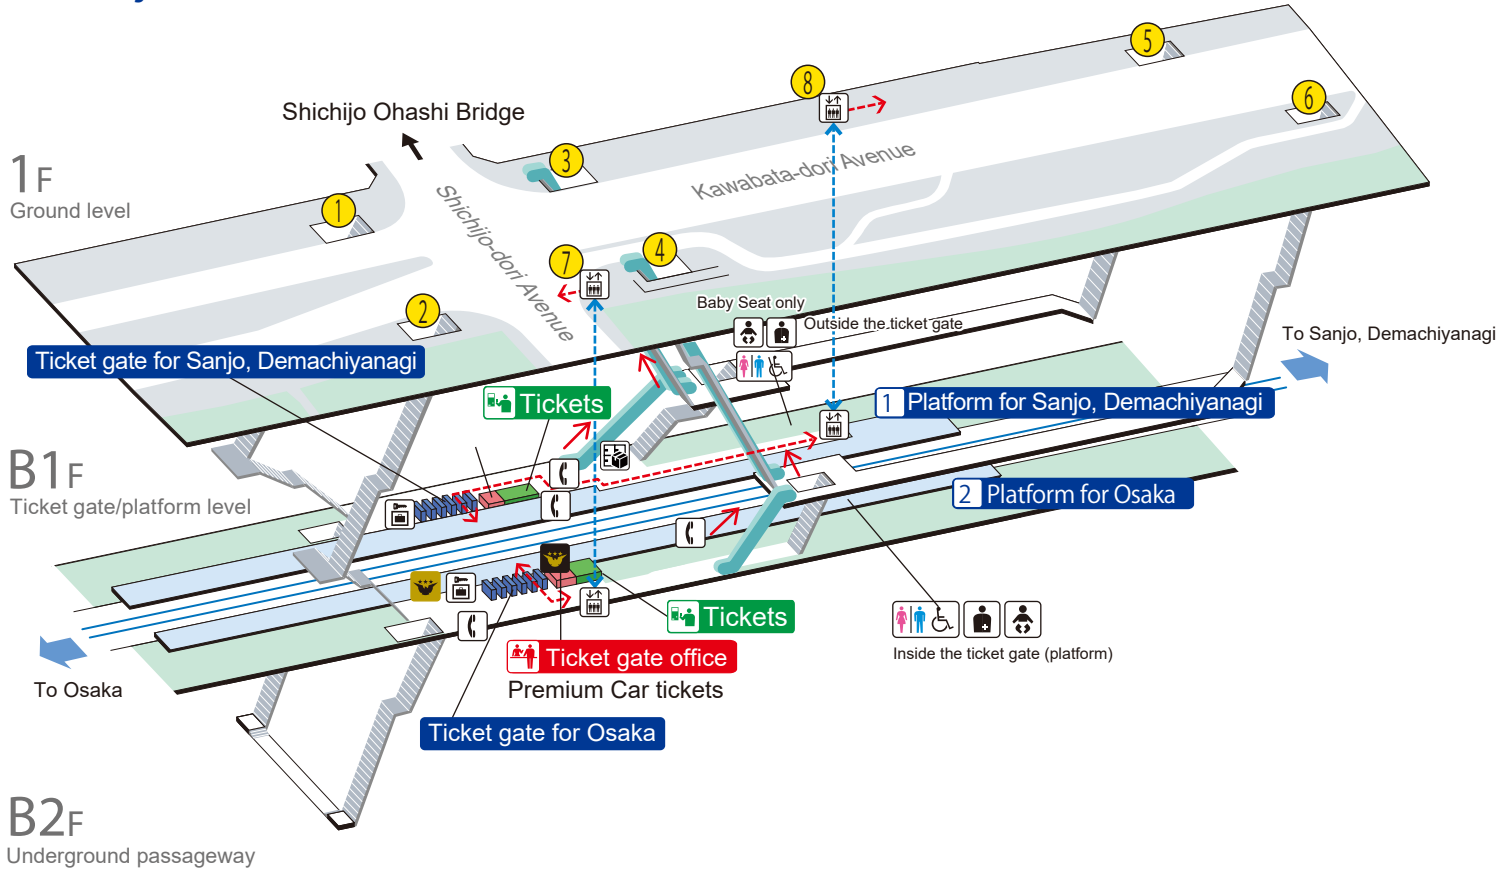 5
8
6
Shichijo Ohashi Bridge
3
1F
Ground level
Kawabata-dori Avenue
1
Shichijo-dori Avenue
4
7
2
Baby Seat only
Outside the ticket gate
To Sanjo, Demachiyanagi
Ticket gate for Sanjo, Demachiyanagi
Tickets
1 Platform for Sanjo, Demachiyanagi
B1F
Ticket gate/platform level
2 Platform for Osaka
Tickets
Inside the ticket gate (platform)
Ticket gate office
Premium Car tickets
To Osaka
Ticket gate for Osaka
B2F
Underground passageway